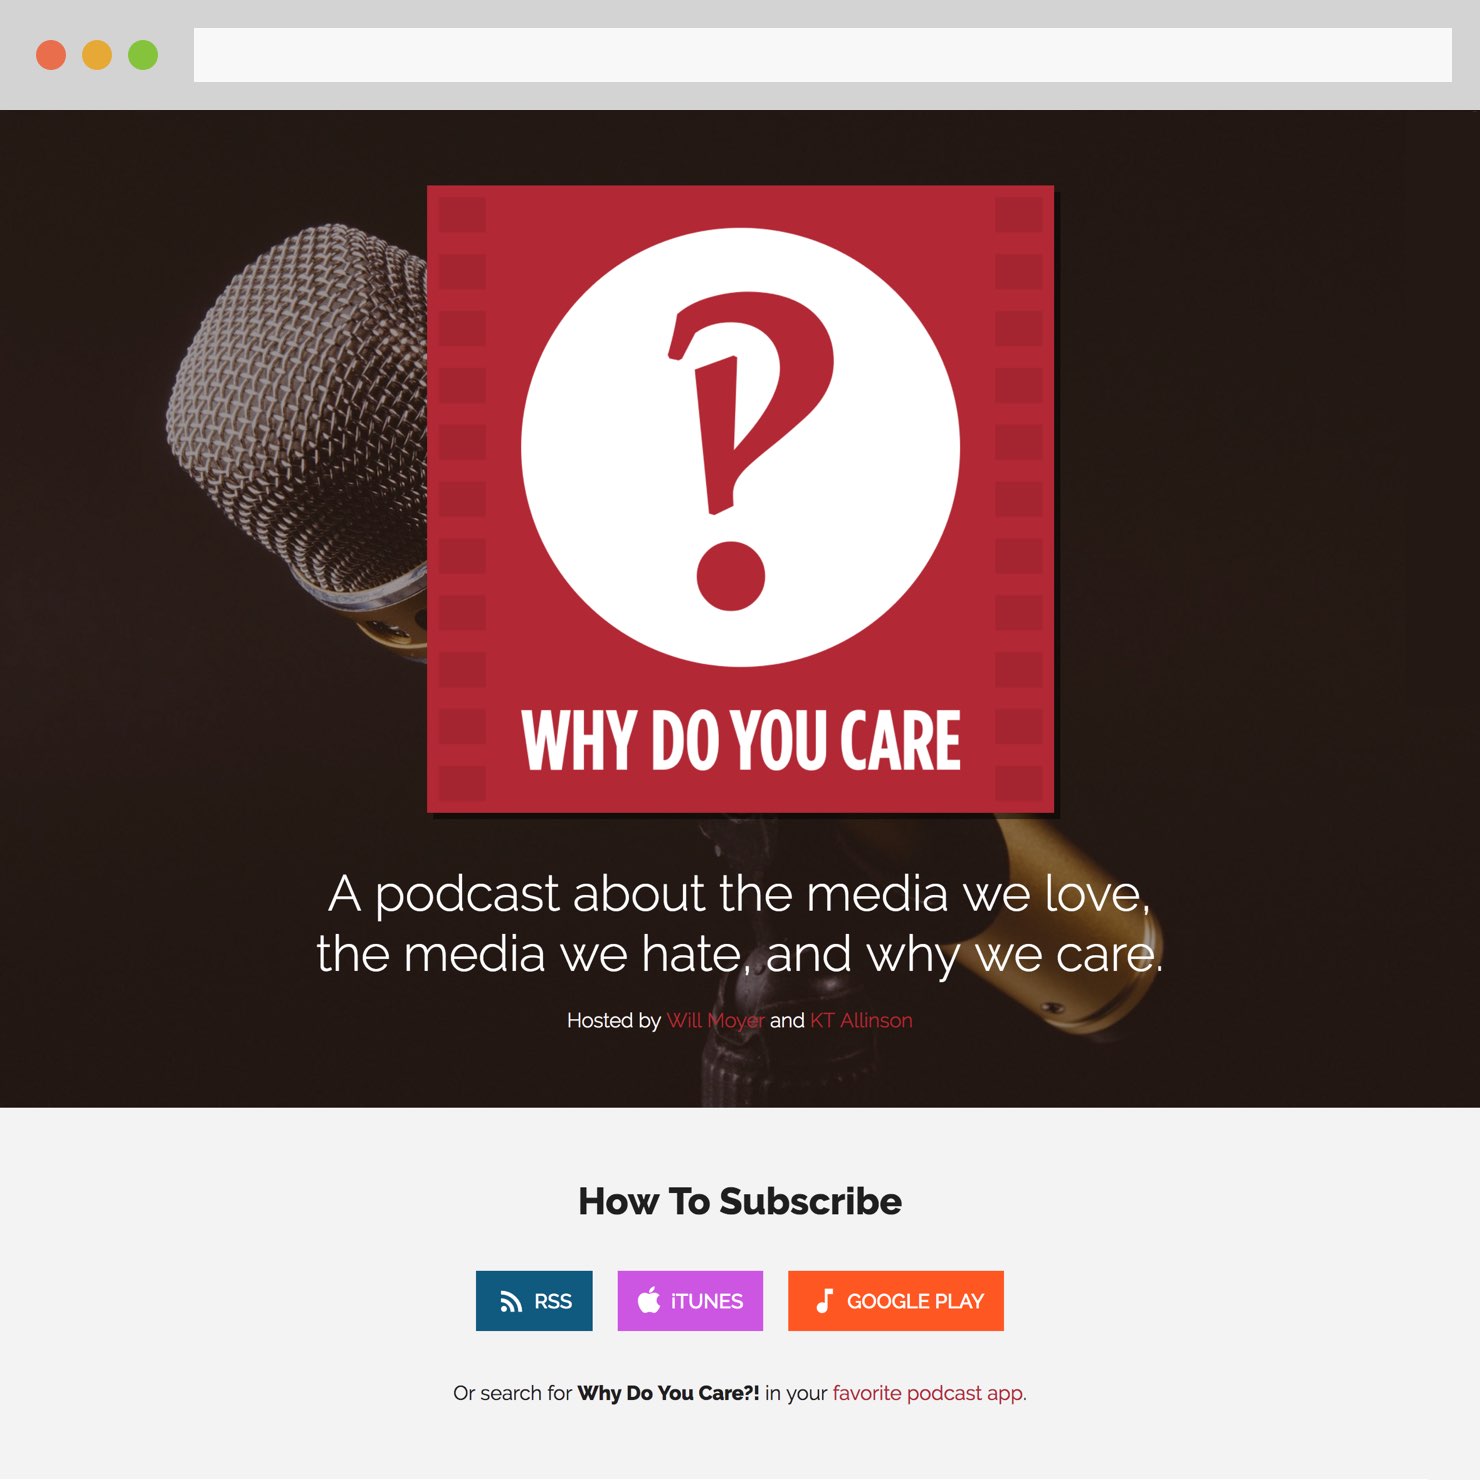 ‽
WHY DO YOU CARE
A podcast about the media we love,
the media we hate, and why we care.
Hosted by Will Moyer and KT Allinson
How To Subscribe
RSS iTUNES GOOGLE PLAY
Or search for Why Do You Care?! in your favorite podcast app.